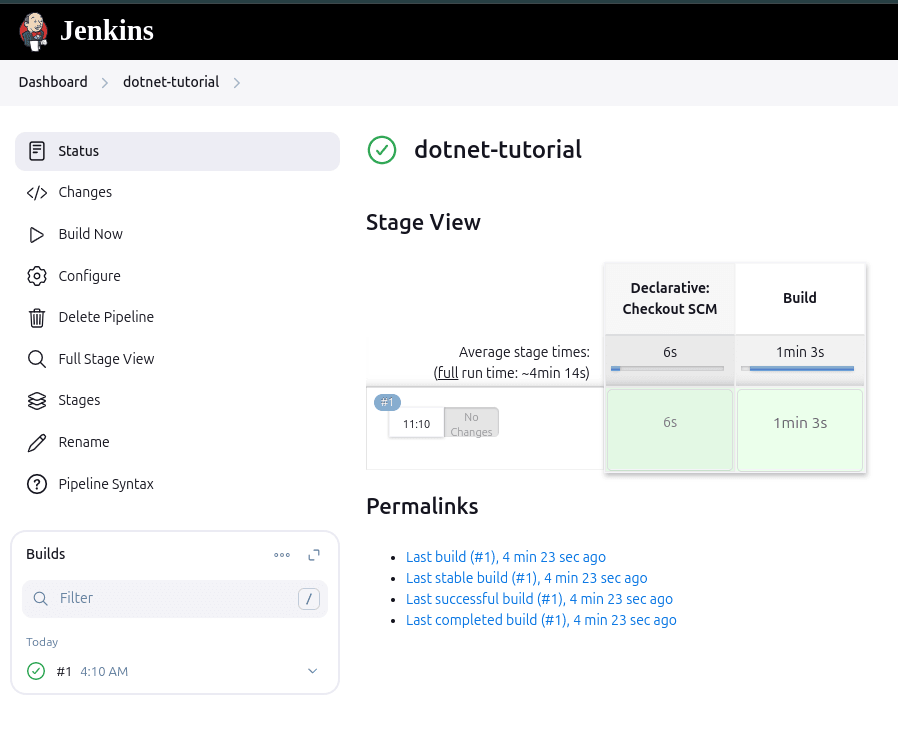 Jenkins
Dashboard
dotnet-tutorial
Status
Changes
Build Now
Configure
Delete Pipeline
Full Stage View
Stages
Rename
Pipeline Syntax
Builds
Filter
/
Today
#1 4:10 AM
dotnet-tutorial
Stage View
Declarative:
Checkout SCM
Build
Average stage times:
(full run time: ~4min 14s)
6s
1min 3s
#1
11:10
No
Changes
6s
1min 3s
Permalinks
Last build (#1), 4 min 23 sec ago
Last stable build (#1), 4 min 23 sec ago
Last successful build (#1), 4 min 23 sec ago
Last completed build (#1), 4 min 23 sec ago